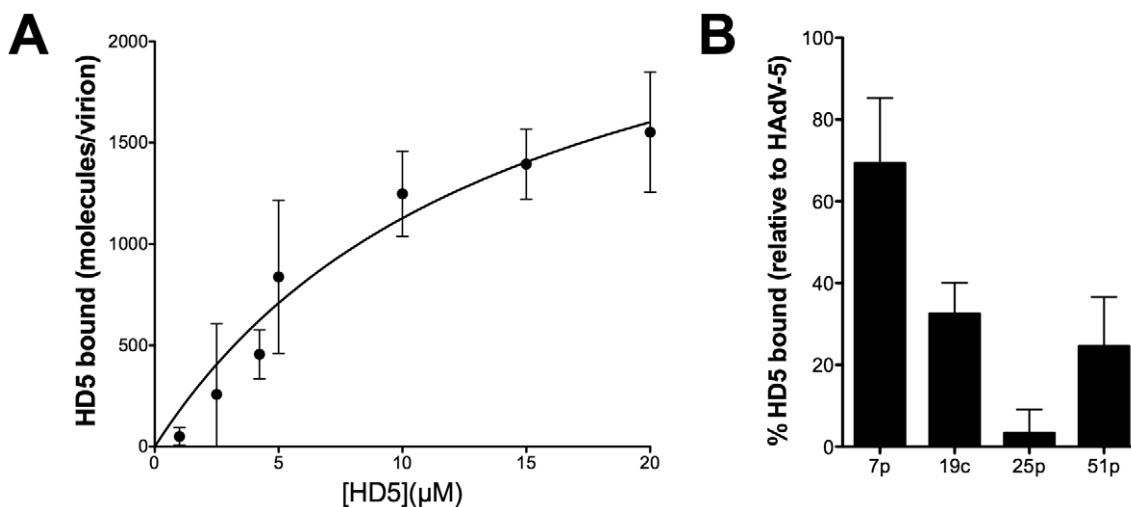 A
HD5 bound (molecules/virion)
2000
1500
1000
500
0
0 5 10 15 20
[HD5](µM)
B
% HD5 bound (relative to HAdV-5)
100
80
60
40
20
0
7p 19c 25p 51p